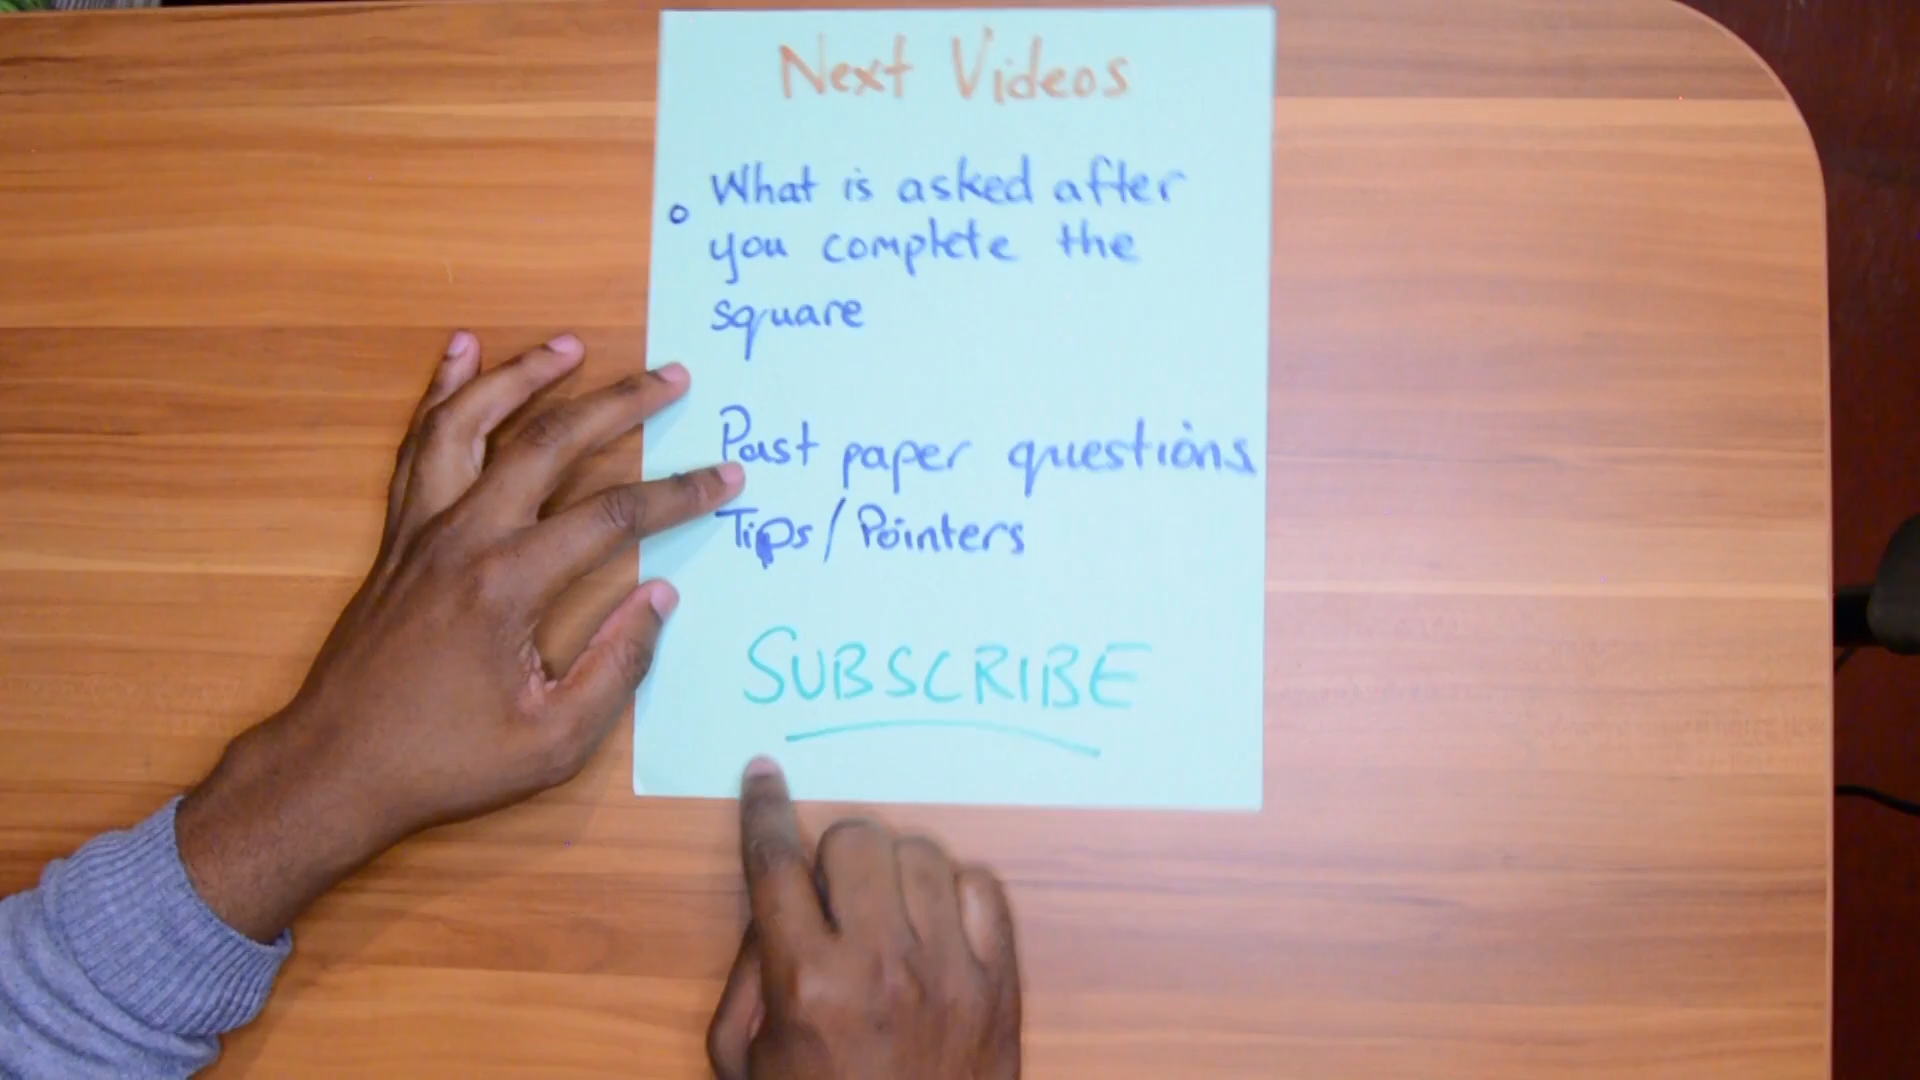 Next Videos
What is asked after
you complete the
square
Past paper questions
Tips/Pointers
SUBSCRIBE